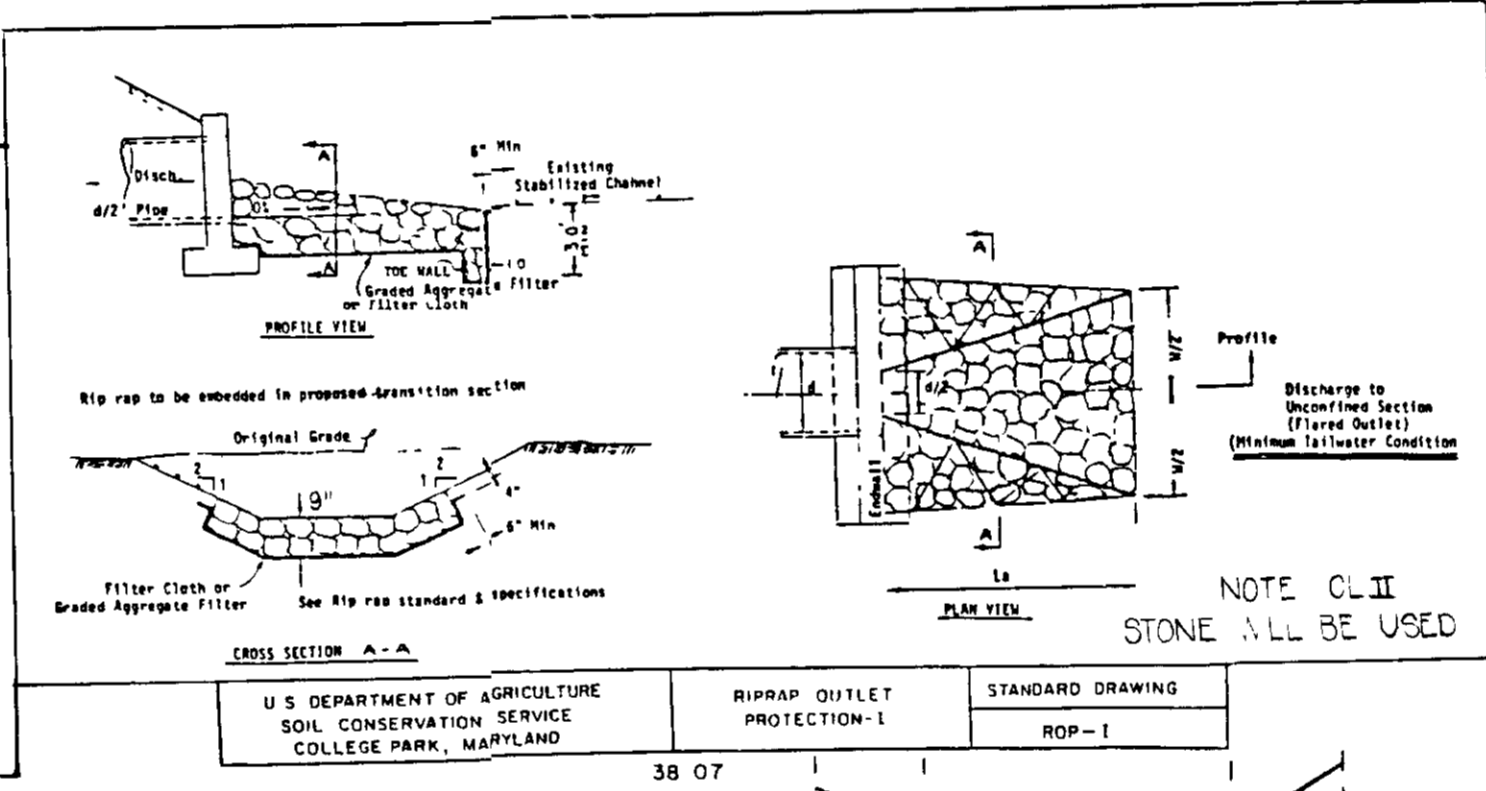 Disch.
d/2
Pipe
0%
A
A
6" Min
Existing
Stabilized Channel
3.0'
Min
TOE WALL
Graded Aggregate Filter
or Filter Cloth
PROFILE VIEW
Rip rap to be embedded in proposed transition section
Original Grade
2
1
9"
2
1
4"
6" Min
Filter Cloth or
Graded Aggregate Filter
See Rip rap standard & specifications
CROSS SECTION A-A
A
d
d/2
Endwall
W/2
W/2
Profile
Discharge to
Unconfined Section
(Flared Outlet)
(Minimum Tailwater Condition
A
La
PLAN VIEW
NOTE CL II
STONE BE USED
U S DEPARTMENT OF AGRICULTURE
SOIL CONSERVATION SERVICE
COLLEGE PARK, MARYLAND
RIPRAP OUTLET
PROTECTION-I
STANDARD DRAWING
ROP-I
38 07